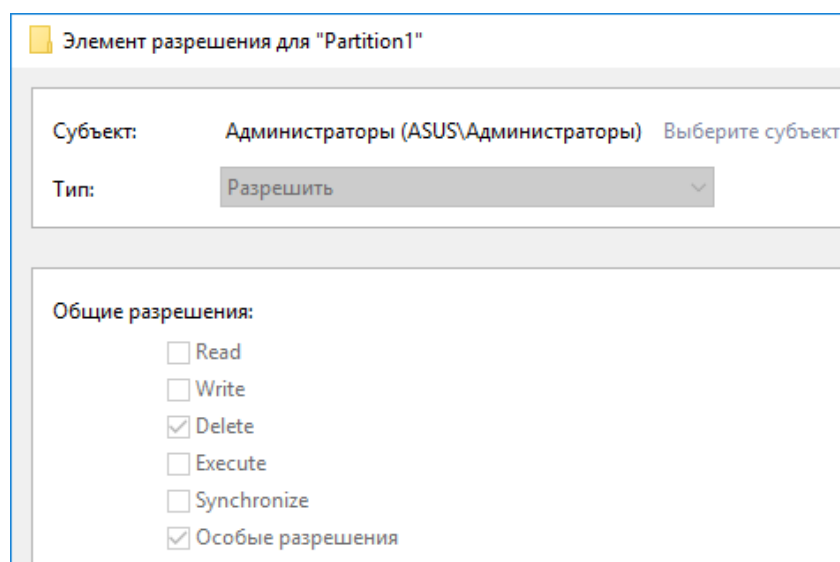 Элемент разрешения для "Partition1"
Субъект: Администраторы (ASUS\Администраторы) Выберите субъект
Тип: Разрешить
Общие разрешения:
Read
Write
Delete
Execute
Synchronize
Особые разрешения